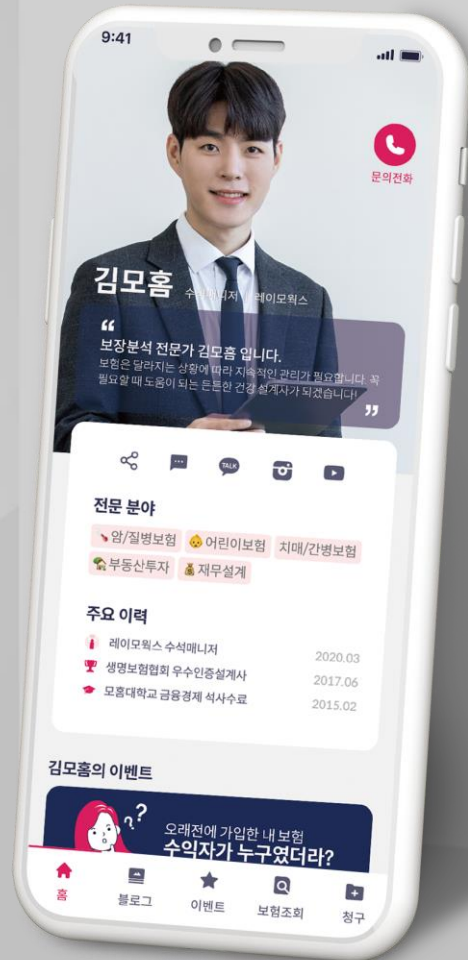 9:41
문의전화
김모홈 수석매니저 레이모웍스
“
보장분석 전문가 김모홈 입니다.
보험은 달라지는 상황에 따라 지속적인 관리가 필요합니다. 꼭
필요할 때 도움이 되는 든든한 건강 설계사가 되겠습니다!
”
TALK
전문 분야
암/질병보험 어린이보험 치매/간병보험
부동산투자 재무설계
주요 이력
레이모웍스 수석매니저 2020.03
생명보험협회 우수인증설계사 2017.06
모홈대학교 금융경제 석사수료 2015.02
김모홈의 이벤트
??
오래전에 가입한 내 보험
수익자가 누구였더라?
홈 블로그 이벤트 보험조회 청구